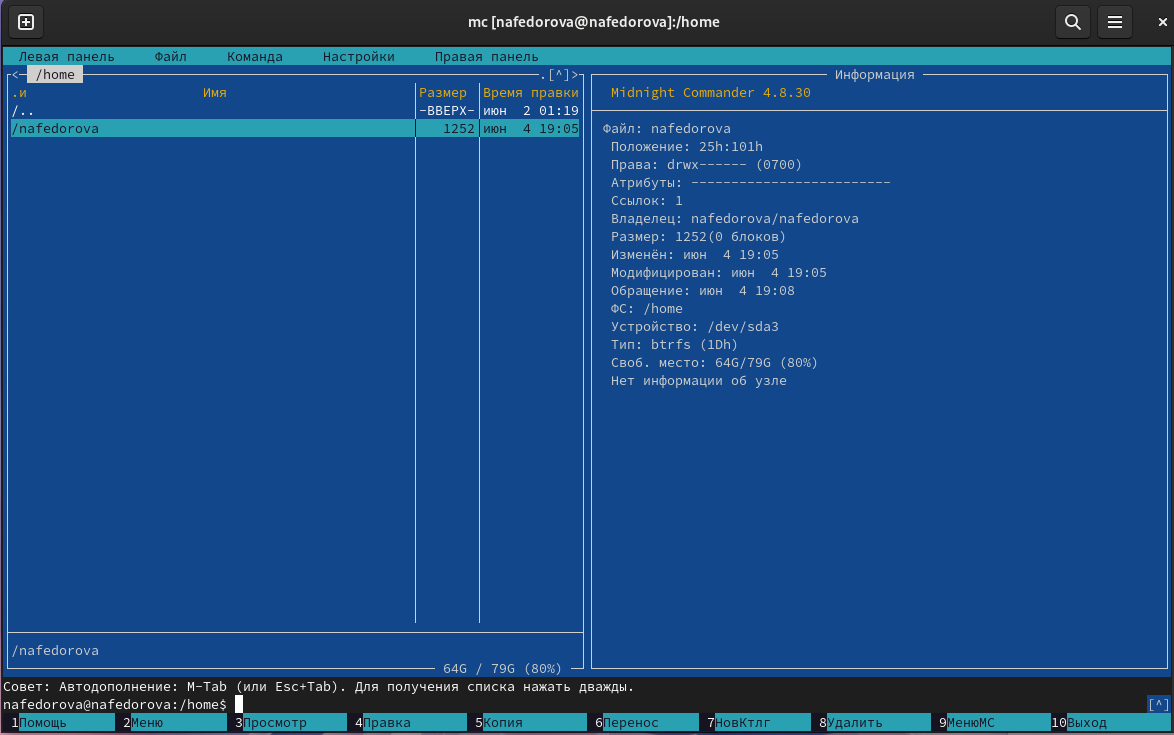 mc [nafedorova@nafedorova]:/home
Левая панель Файл Команда Настройки Правая панель
<— /home .[^]>
.и Имя Размер Время правки
/.. -ВВЕРХ- июн 2 01:19
/nafedorova 1252 июн 4 19:05
/nafedorova
64G / 79G (80%)
Информация
Midnight Commander 4.8.30
Файл: nafedorova
Положение: 25h:101h
Права: drwx------ (0700)
Атрибуты: -------------------------
Ссылок: 1
Владелец: nafedorova/nafedorova
Размер: 1252(0 блоков)
Изменён: июн 4 19:05
Модифицирован: июн 4 19:05
Обращение: июн 4 19:08
ФС: /home
Устройство: /dev/sda3
Тип: btrfs (1Dh)
Своб. место: 64G/79G (80%)
Нет информации об узле
Совет: Автодополнение: M-Tab (или Esc+Tab). Для получения списка нажать дважды.
nafedorova@nafedorova:/home$ [^]
1Помощь 2Меню 3Просмотр 4Правка 5Копия 6Перенос 7НовКтлг 8Удалить 9МенюMC 10Выход